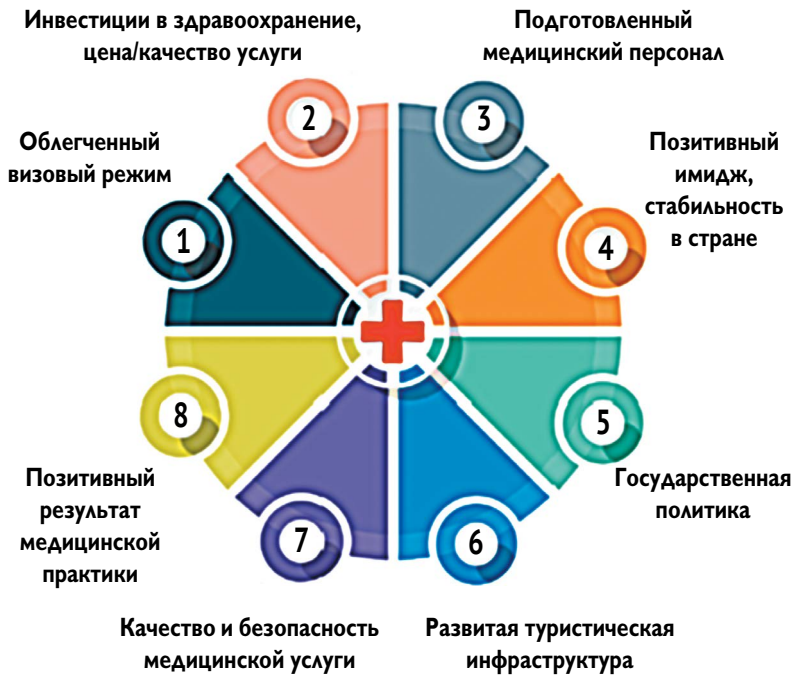 Инвестиции в здравоохранение,
цена/качество услуги
Подготовленный
медицинский персонал
2
3
Облегченный
визовый режим
Позитивный
имидж,
стабильность
в стране
1
4
8
5
Позитивный
результат
медицинской
практики
Государственная
политика
7
6
Качество и безопасность
медицинской услуги
Развитая туристическая
инфраструктура